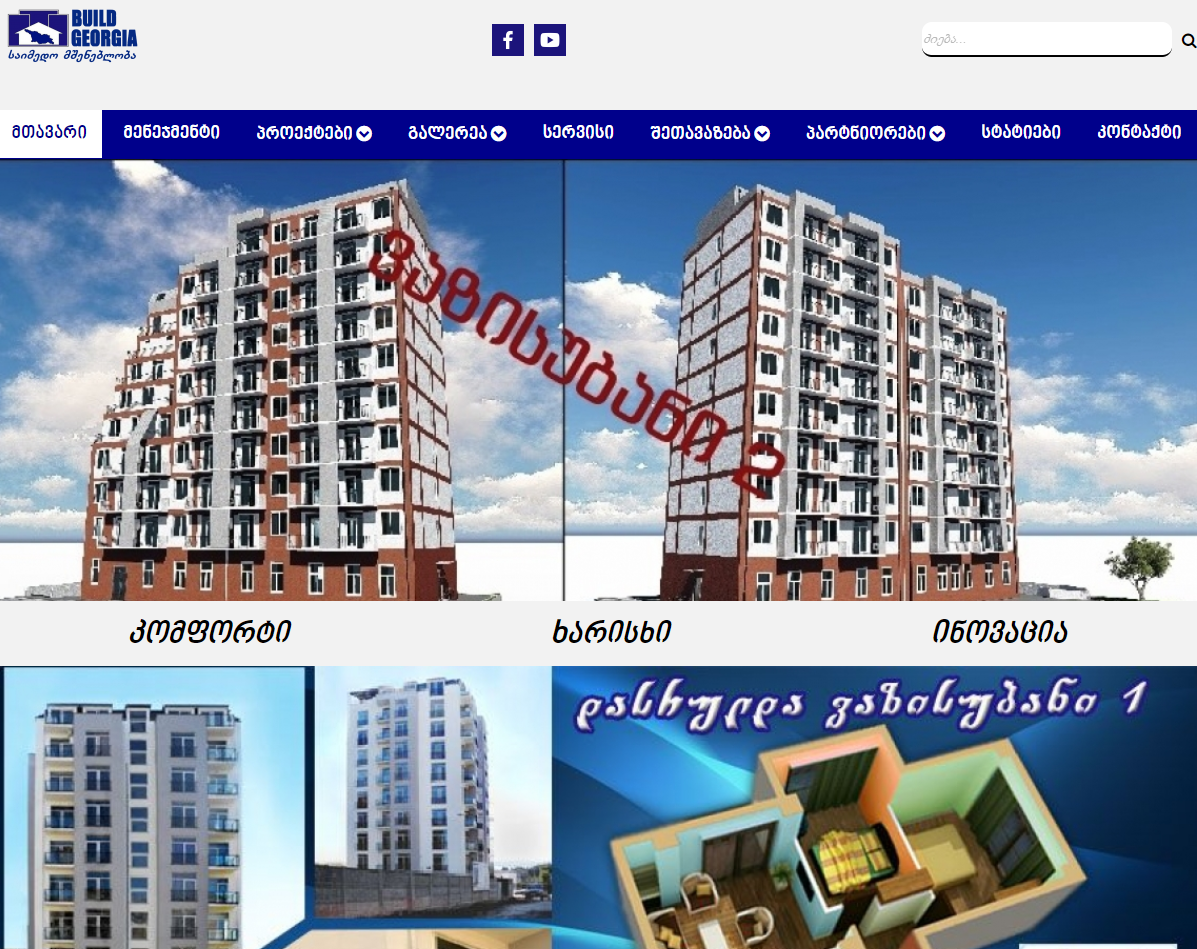 BUILD
GEORGIA
საიმედო მშენებლობა
ძიება...
მთავარი
მენეჯმენტი
პროექტები
გალერეა
სერვისი
შეთავაზება
პარტნიორები
სტატიები
კონტაქტი
ვაზისუბანი 2
კომფორტი
ხარისხი
ინოვაცია
დასრულდა ვაზისუბანი 1